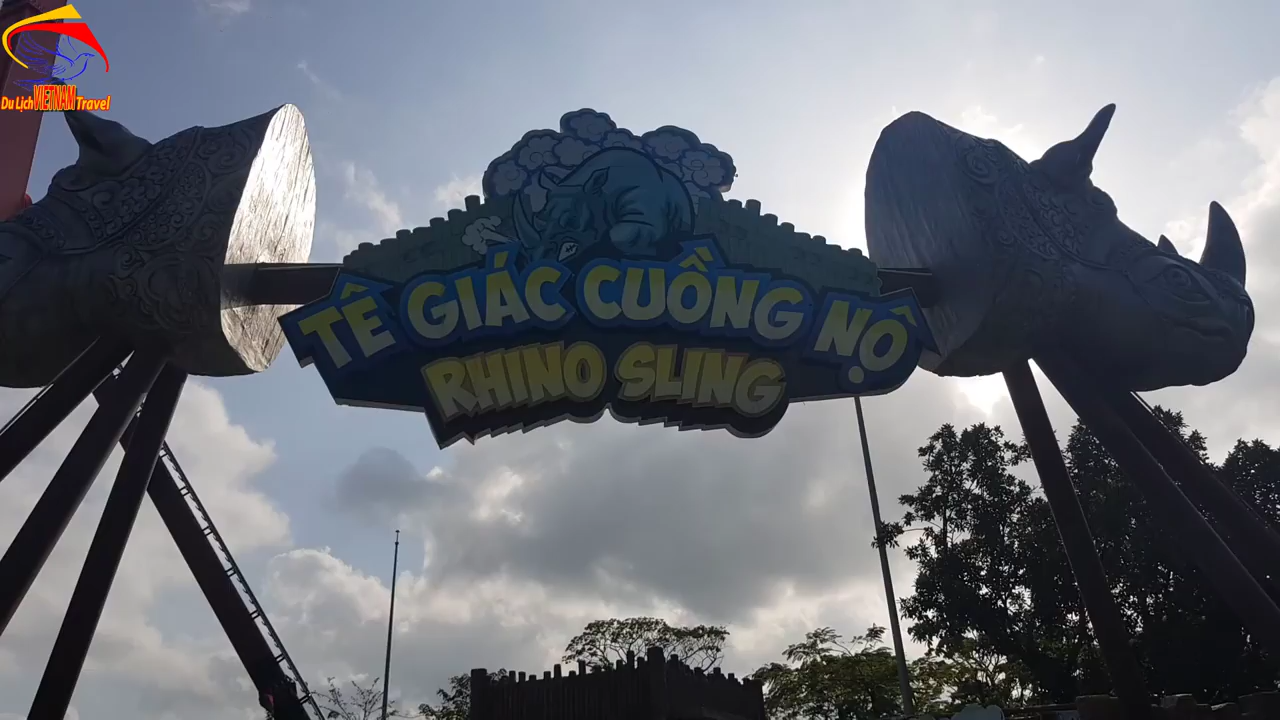 Du Lịch VIETNAM Travel
TÊ GIÁC CUỒNG NỘ
RHINO SLING